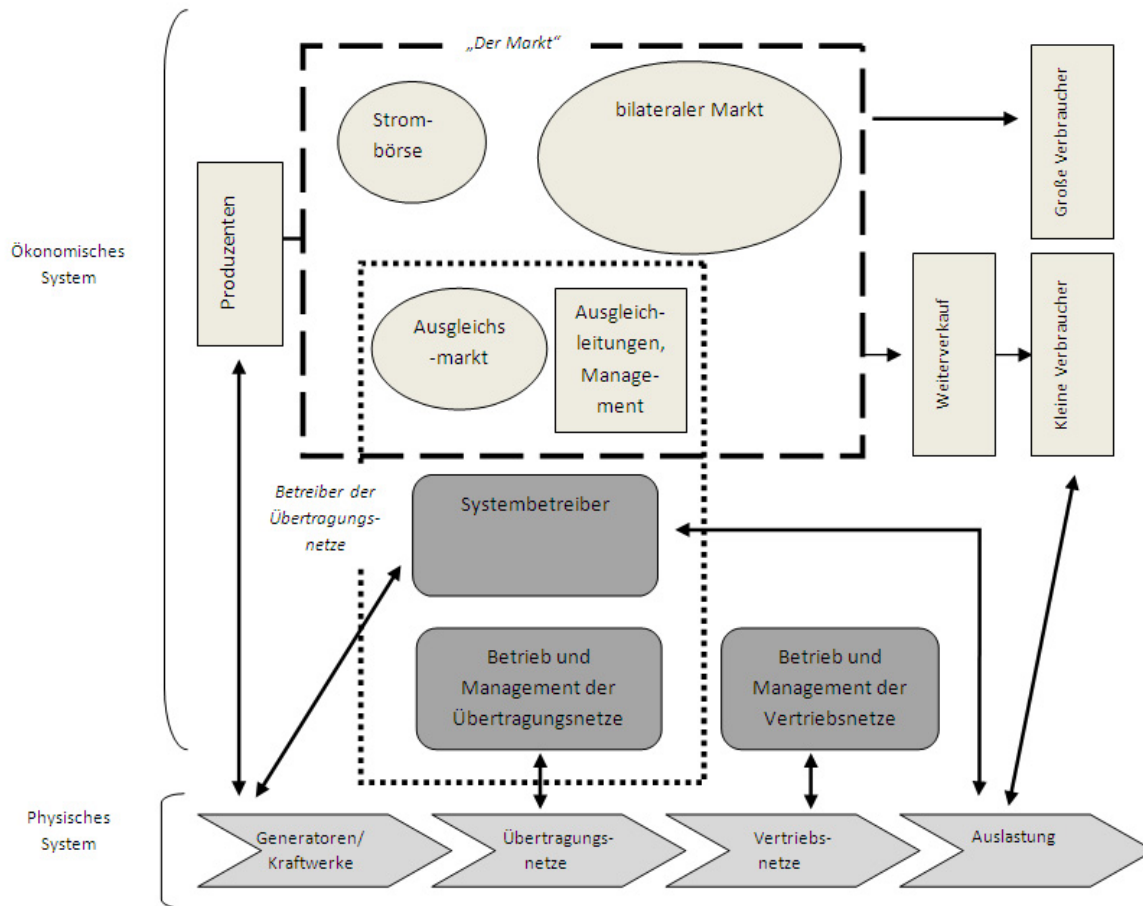 „Der Markt“
Strom-
börse
bilateraler Markt
Große Verbraucher
Produzenten
Ökonomisches
System
Ausgleichs
-markt
Ausgleich-
leitungen,
Manage-
ment
Weiterverkauf
Kleine Verbraucher
Betreiber der
Übertragungs-
netze
Systembetreiber
Betrieb und
Management der
Übertragungsnetze
Betrieb und
Management der
Vertriebsnetze
Physisches
System
Generatoren/
Kraftwerke
Übertragungs-
netze
Vertriebs-
netze
Auslastung